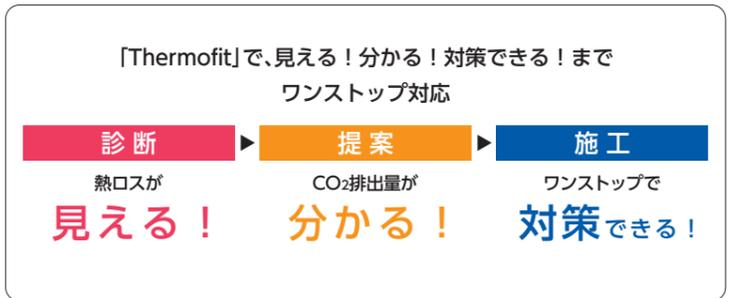 「Thermofit」で、見える！分かる！対策できる！まで
ワンストップ対応
診断 ▶ 提案 ▶ 施工
熱ロスが
見える！
CO₂排出量が
分かる！
ワンストップで
対策できる！